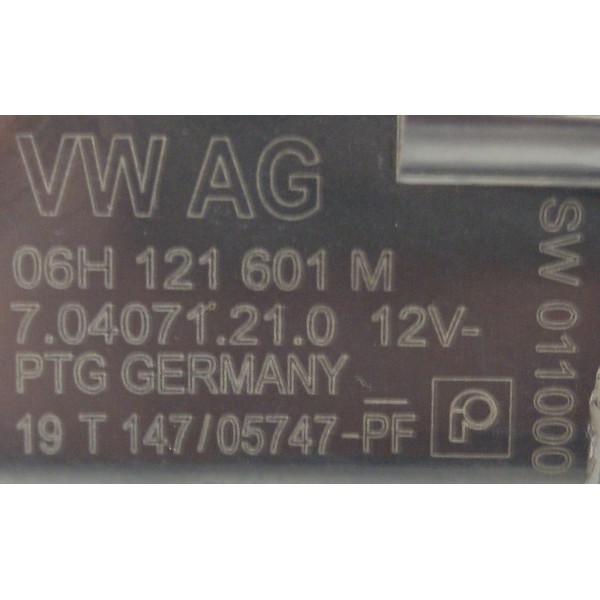 VW AG
06H 121 601 M
7.04071.21.0 12V-
PTG GERMANY
19 T 147/05747-PF
SW 011000